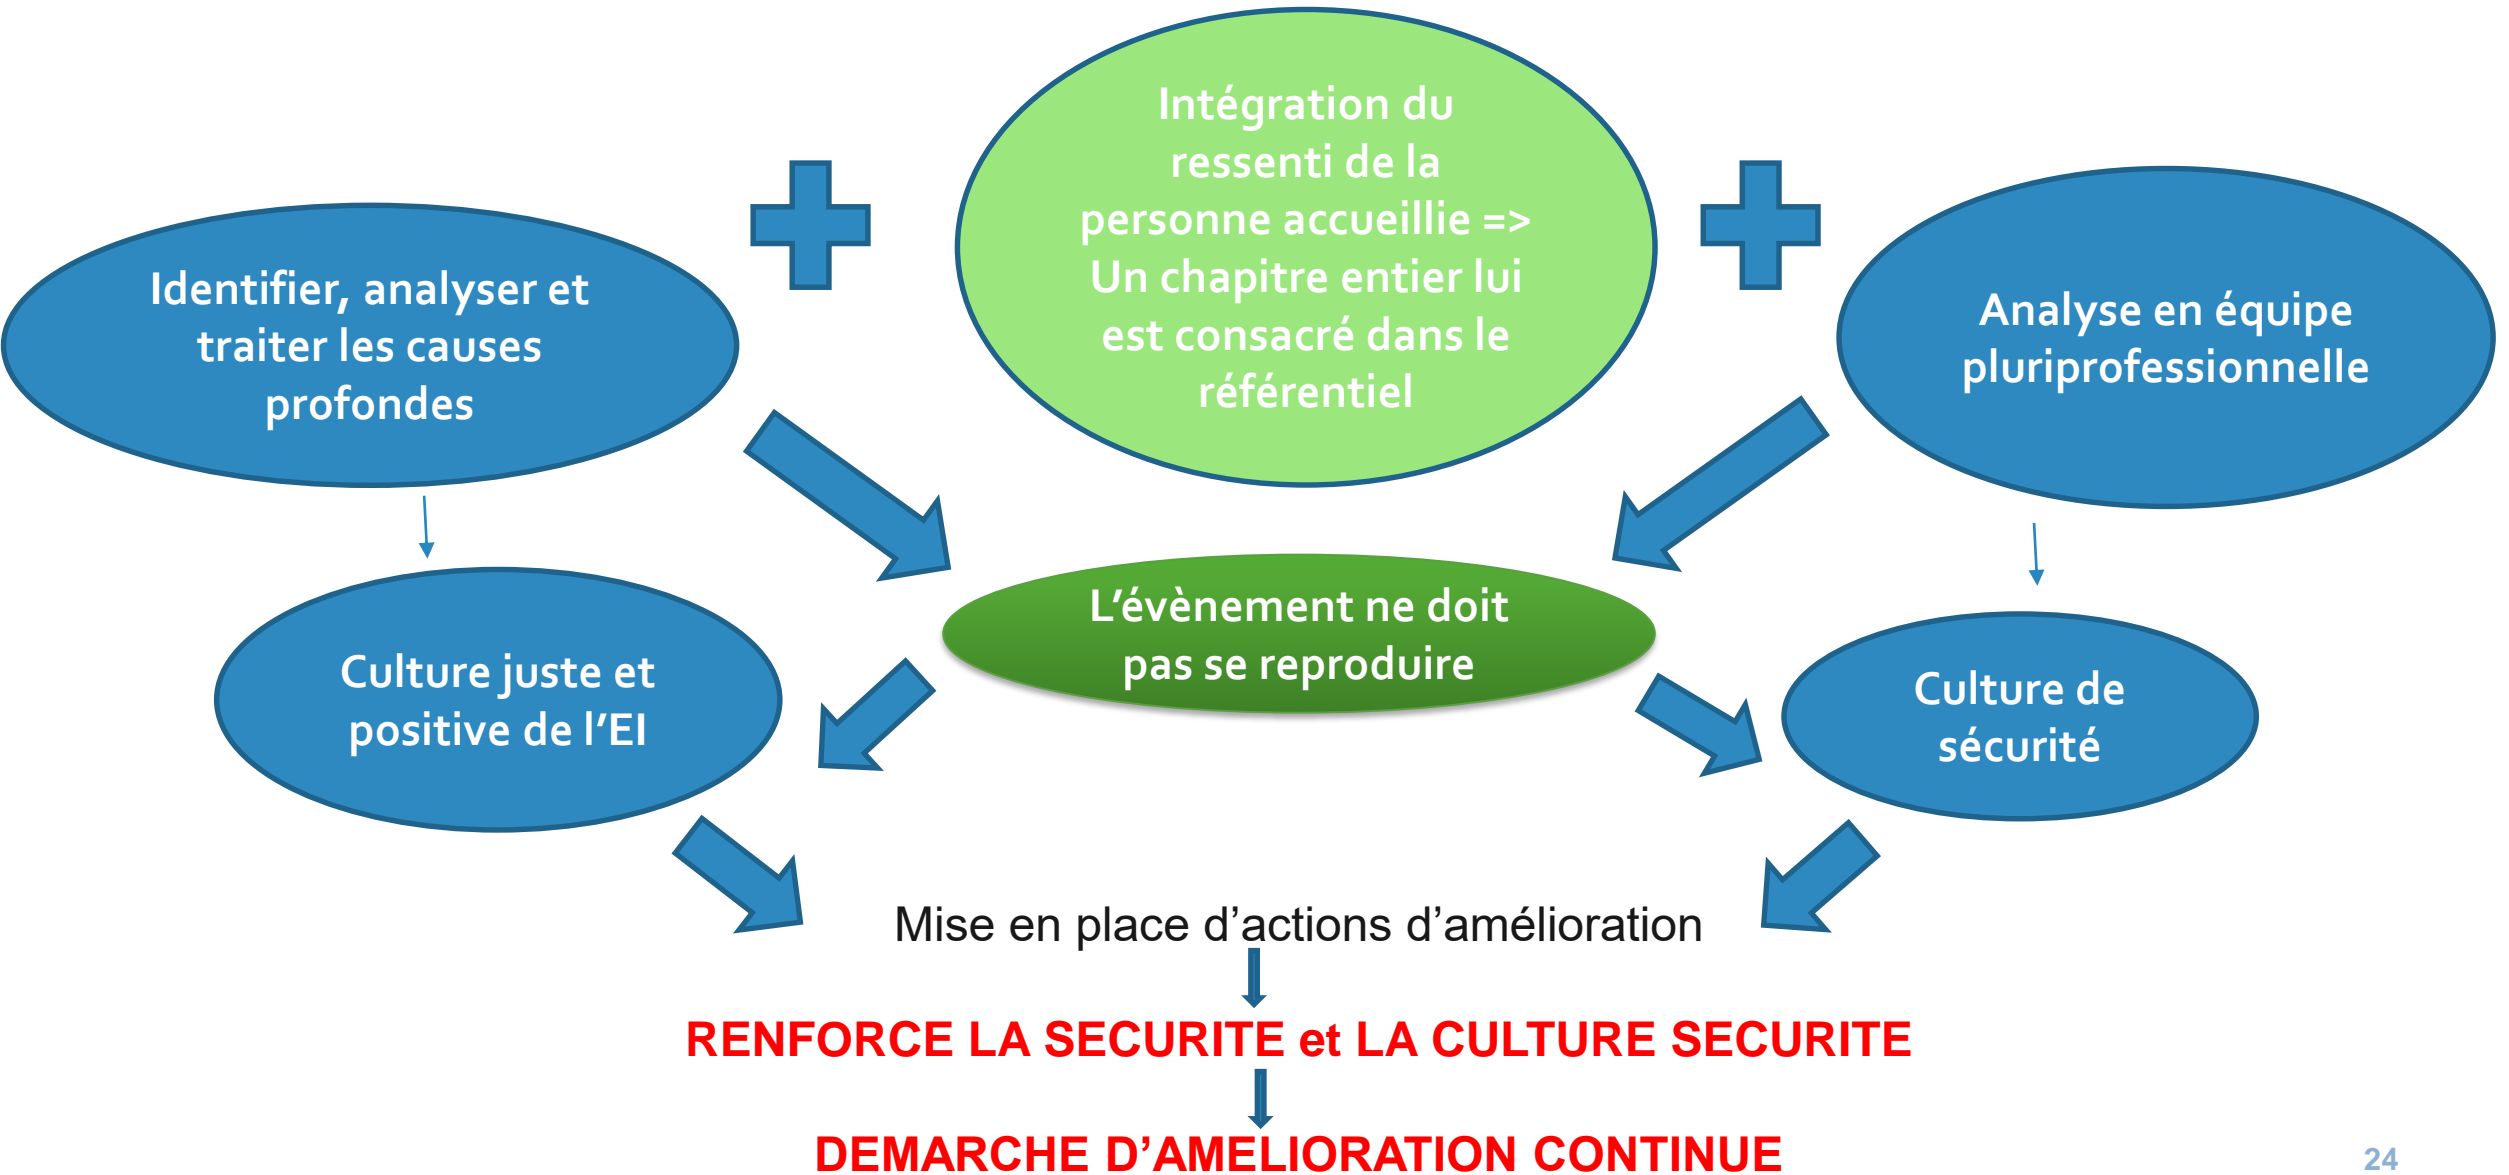 Intégration du
ressenti de la
personne accueillie =>
Un chapitre entier lui
est consacré dans le
référentiel
Identifier, analyser et
traiter les causes
profondes
Analyse en équipe
pluriprofessionnelle
L’évènement ne doit
pas se reproduire
Culture juste et
positive de l’EI
Culture de
sécurité
Mise en place d’actions d’amélioration
RENFORCE LA SECURITE et LA CULTURE SECURITE
DEMARCHE D’AMELIORATION CONTINUE
24